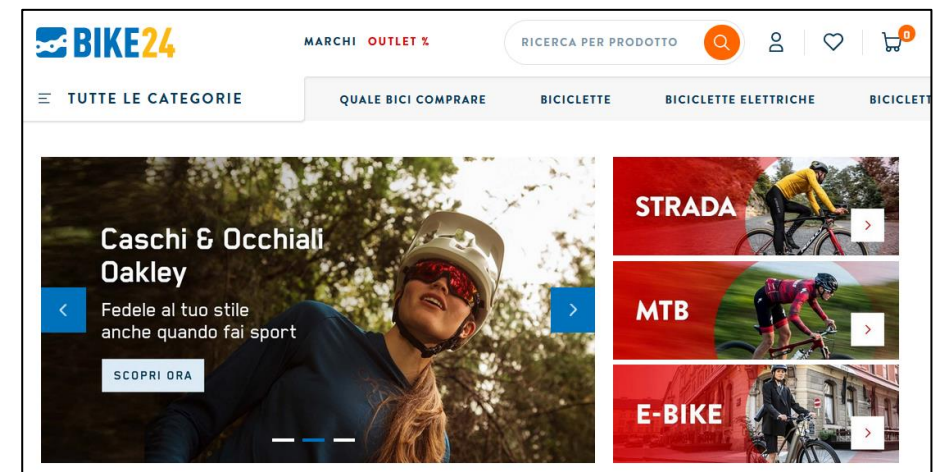 BIKE24
MARCHI OUTLET %
RICERCA PER PRODOTTO
0
TUTTE LE CATEGORIE
QUALE BICI COMPRARE
BICICLETTE
BICICLETTE ELETTRICHE
BICICLETT
Caschi & Occhiali
Oakley
Fedele al tuo stile
anche quando fai sport
SCOPRI ORA
STRADA
MTB
E-BIKE